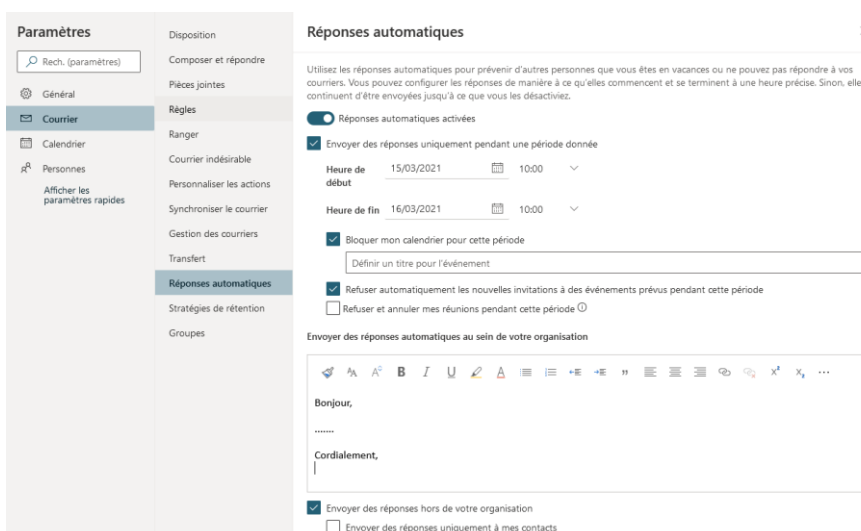 Paramètres
Rech. (paramètres)
Général
Courrier
Calendrier
Personnes
Afficher les
paramètres rapides
Disposition
Composer et répondre
Pièces jointes
Règles
Ranger
Courrier indésirable
Personnaliser les actions
Synchroniser le courrier
Gestion des courriers
Transfert
Réponses automatiques
Stratégies de rétention
Groupes
Réponses automatiques
Utilisez les réponses automatiques pour prévenir d'autres personnes que vous êtes en vacances ou ne pouvez pas répondre à vos
courriers. Vous pouvez configurer les réponses de manière à ce qu'elles commencent et se terminent à une heure précise. Sinon, elle
continuent d'être envoyées jusqu'à ce que vous les désactiviez.
Réponses automatiques activées
Envoyer des réponses uniquement pendant une période donnée
Heure de
début
15/03/2021
10:00
Heure de fin
16/03/2021
10:00
Bloquer mon calendrier pour cette période
Définir un titre pour l'événement
Refuser automatiquement les nouvelles invitations à des événements prévus pendant cette période
Refuser et annuler mes réunions pendant cette période
Envoyer des réponses automatiques au sein de votre organisation
Bonjour,
.......
Cordialement,
Envoyer des réponses hors de votre organisation
Envoyer des réponses uniquement à mes contacts